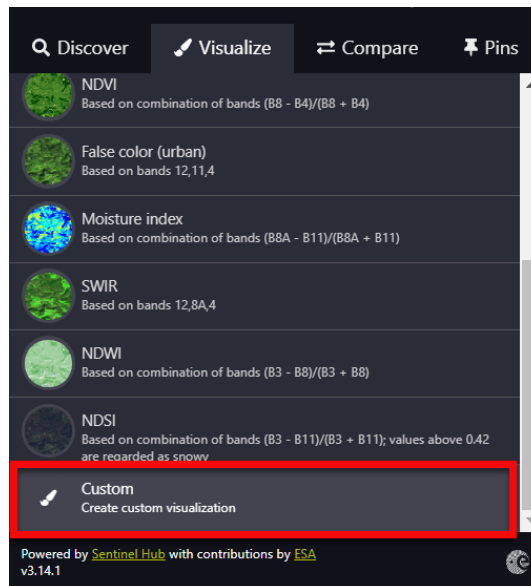 Discover Visualize Compare Pins
NDVI
Based on combination of bands (B8 - B4)/(B8 + B4)
False color (urban)
Based on bands 12,11,4
Moisture index
Based on combination of bands (B8A - B11)/(B8A + B11)
SWIR
Based on bands 12,8A,4
NDWI
Based on combination of bands (B3 - B8)/(B3 + B8)
NDSI
Based on combination of bands (B3 - B11)/(B3 + B11); values above 0.42
are regarded as snowy
Custom
Create custom visualization
Powered by Sentinel Hub with contributions by ESA
v3.14.1